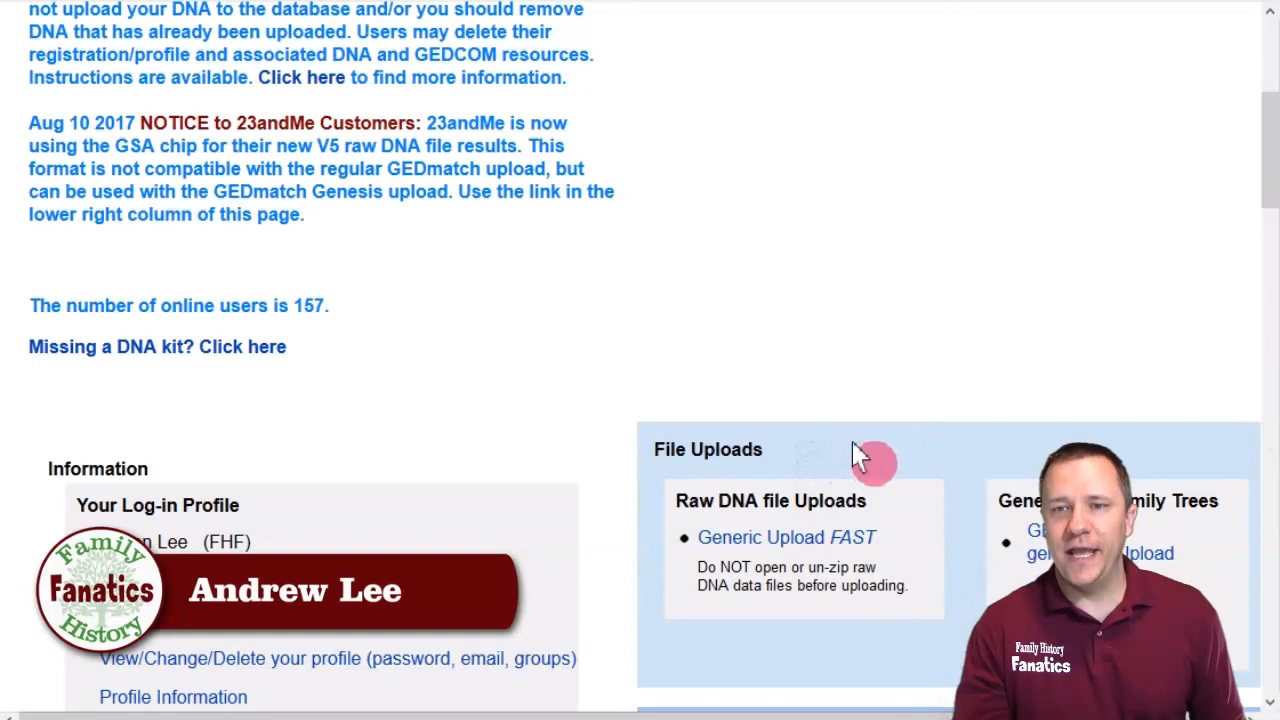 not upload your DNA to the database and/or you should remove
DNA that has already been uploaded. Users may delete their
registration/profile and associated DNA and GEDCOM resources.
Instructions are available. Click here to find more information.
Aug 10 2017 NOTICE to 23andMe Customers: 23andMe is now
using the GSA chip for their new V5 raw DNA file results. This
format is not compatible with the regular GEDmatch upload, but
can be used with the GEDmatch Genesis upload. Use the link in the
lower right column of this page.
The number of online users is 157.
Missing a DNA kit? Click here
Information
Your Log-in Profile
Lee (FHF)
Family
Fanatics
History
Andrew Lee
View/Change/Delete your profile (password, email, groups)
Profile Information
File Uploads
Raw DNA file Uploads
Generic Upload FAST
Do NOT open or un-zip raw
DNA data files before uploading.
Trees
Family History
Fanatics